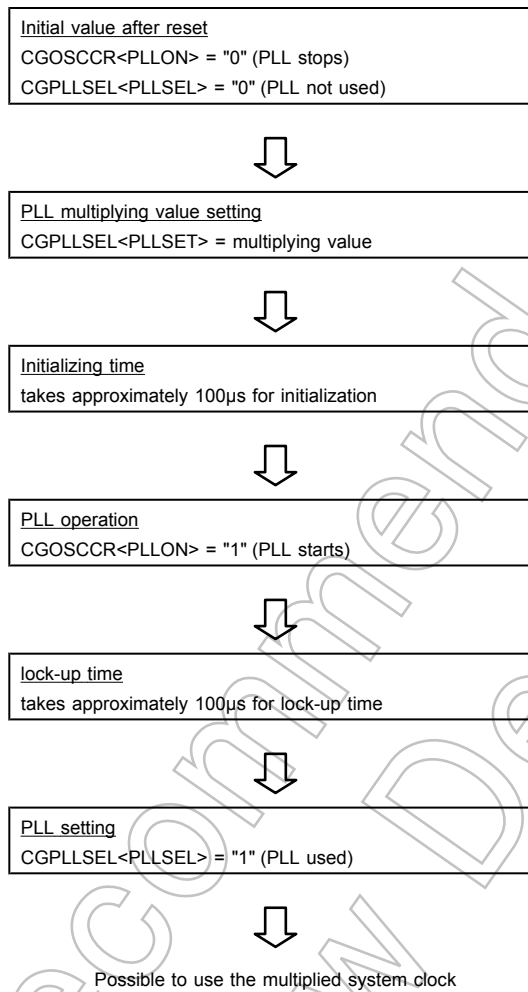 Initial value after reset
CGOSCCR<PLLON> = "0" (PLL stops)
CGPLLSEL<PLLSEL> = "0" (PLL not used)
PLL multiplying value setting
CGPLLSEL<PLLSET> = multiplying value
Initializing time
takes approximately 100μs for initialization
PLL operation
CGOSCCR<PLLON> = "1" (PLL starts)
lock-up time
takes approximately 100μs for lock-up time
PLL setting
CGPLLSEL<PLLSEL> = "1" (PLL used)
Possible to use the multiplied system clock